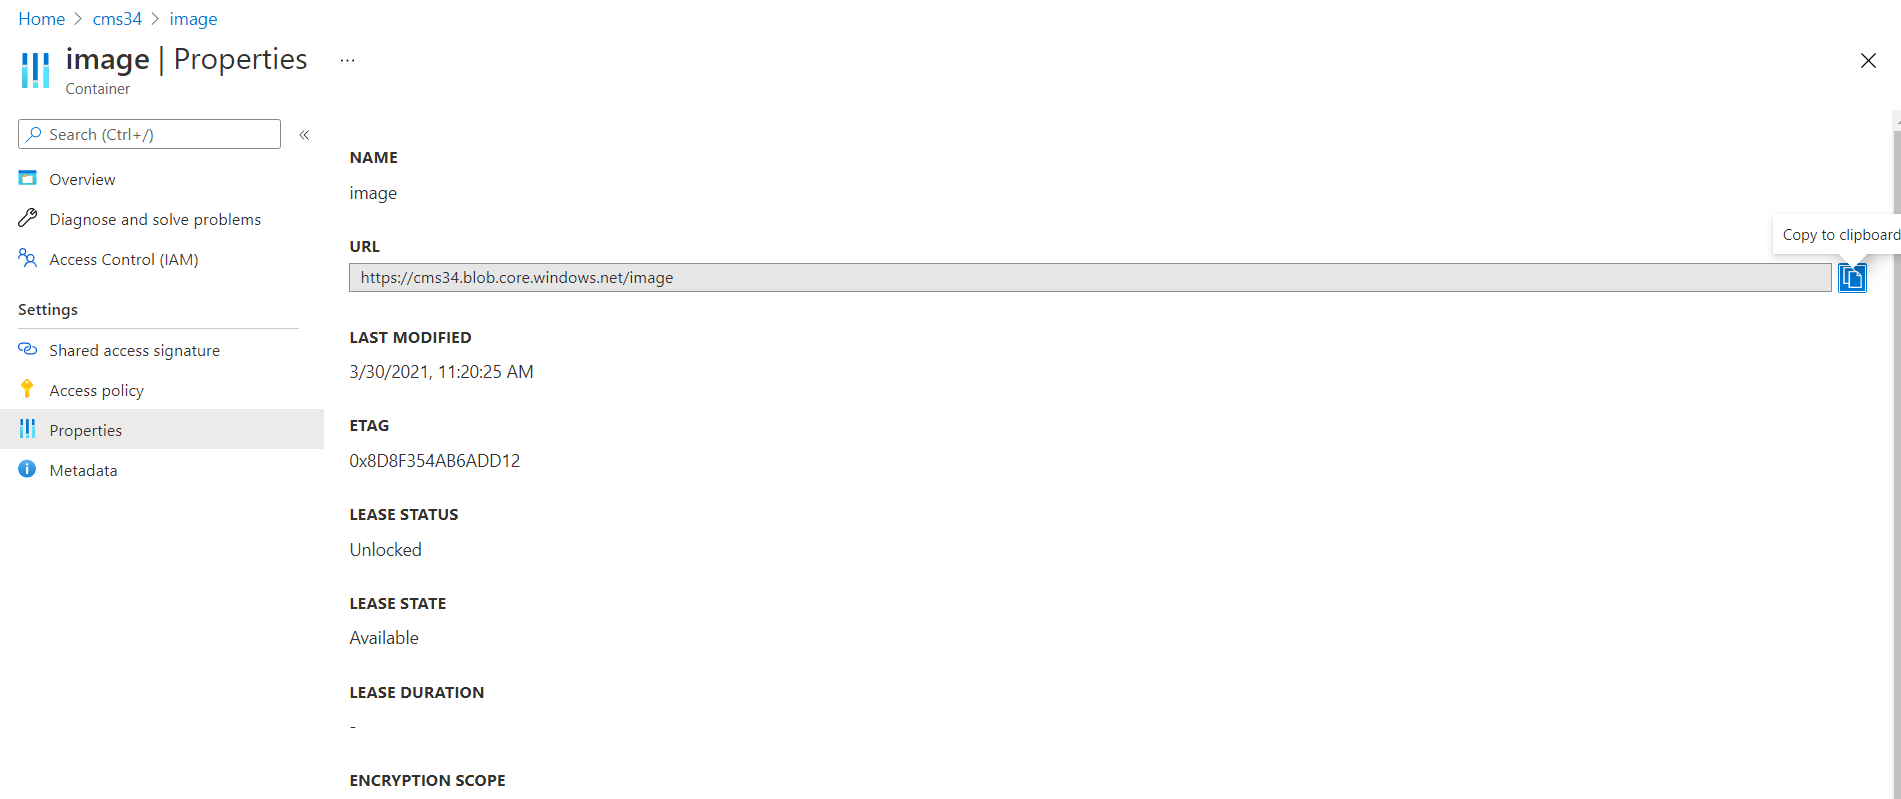 Home > cms34 > image
image | Properties ...
Container
Search (Ctrl+/) «
Overview
Diagnose and solve problems
Access Control (IAM)
Settings
Shared access signature
Access policy
Properties
Metadata
NAME
image
URL
Copy to clipboard
https://cms34.blob.core.windows.net/image
LAST MODIFIED
3/30/2021, 11:20:25 AM
ETAG
0x8D8F354AB6ADD12
LEASE STATUS
Unlocked
LEASE STATE
Available
LEASE DURATION
-
ENCRYPTION SCOPE